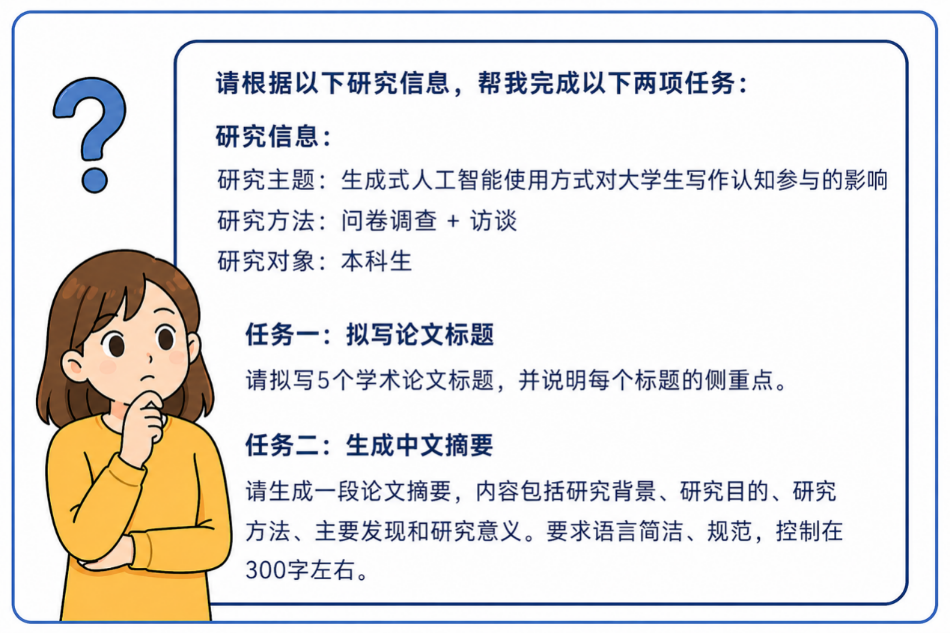 ?
请根据以下研究信息，帮我完成以下两项任务：
研究信息：
研究主题：生成式人工智能使用方式对大学生写作认知参与的影响
研究方法：问卷调查 + 访谈
研究对象：本科生
任务一：拟写论文标题
请拟写5个学术论文标题，并说明每个标题的侧重点。
任务二：生成中文摘要
请生成一段论文摘要，内容包括研究背景、研究目的、研究
方法、主要发现和研究意义。要求语言简洁、规范，控制在
300字左右。